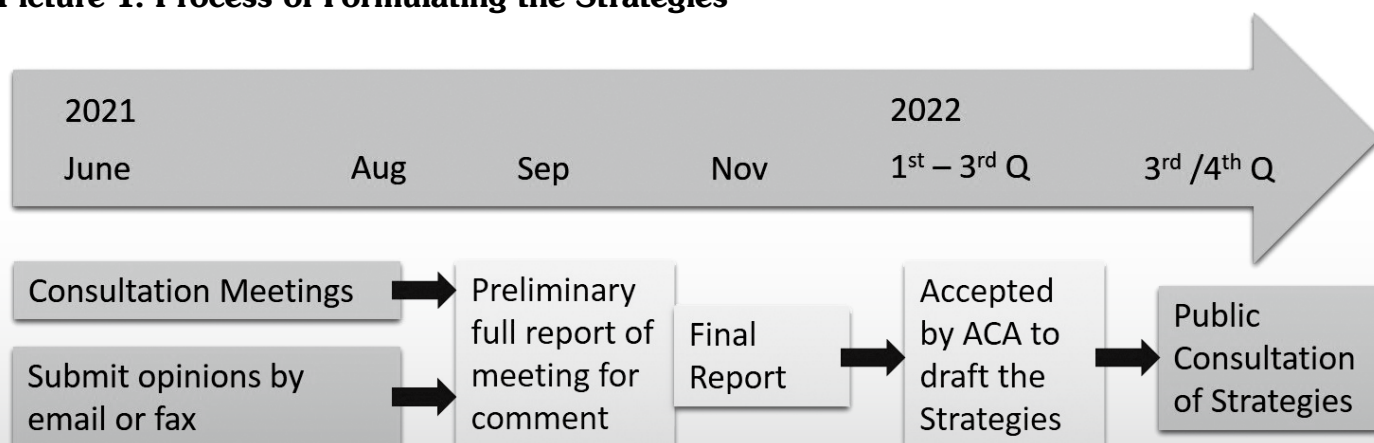 Picture 1: Process of Formulating the Strategies
2021
2022
June
Aug
Sep
Nov
1st – 3rd Q
3rd /4th Q
Consultation Meetings
Submit opinions by
email or fax
Preliminary
full report of
meeting for
comment
Final
Report
Accepted
by ACA to
draft the
Strategies
Public
Consultation
of Strategies